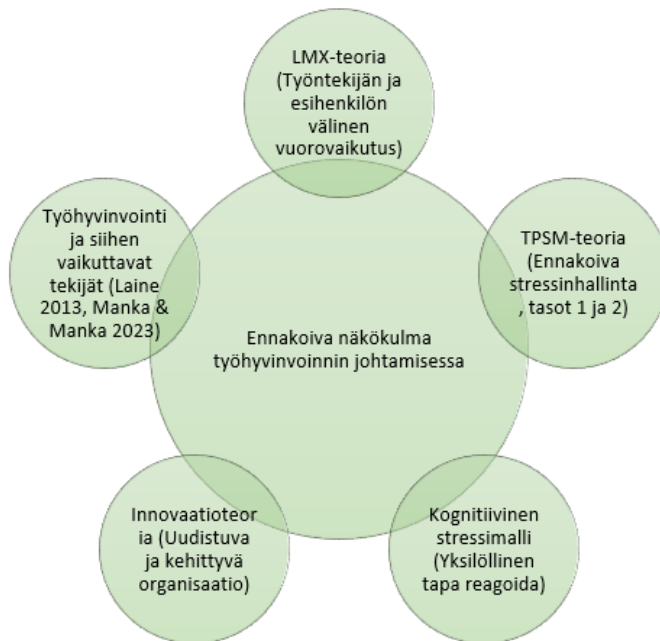 LMX-teoria
(Työntekijän ja
esihenkilön
välinen
vuorovaikutus)
Työhyvinvointi
ja siihen
vaikuttavat
tekijät (Laine
2013, Manka &
Manka 2023)
TPSM-teoria
(Ennakoiva
stressinhallinta
, tasot 1 ja 2)
Ennakoiva näkökulma
työhyvinvoinnin johtamisessa
Innovaatioteor
ia (Uudistuva
ja kehittyvä
organisaatio)
Kognitiivinen
stressimalli
(Yksilöllinen
tapa reagoida)